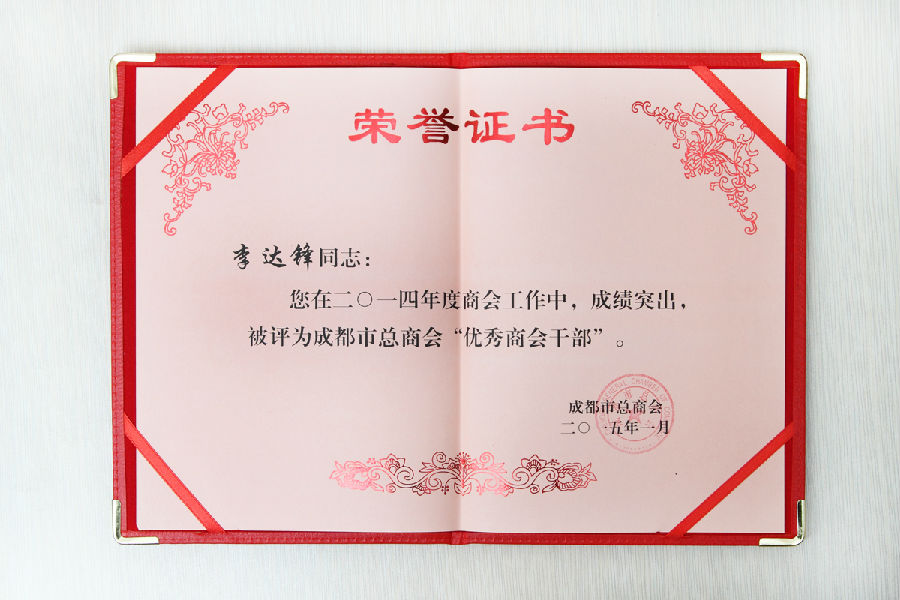 荣誉证书
李达锋同志：
您在二〇一四年度商会工作中，成绩突出，
被评为成都市总商会“优秀商会干部”。
成都市总商会
二〇一五年一月